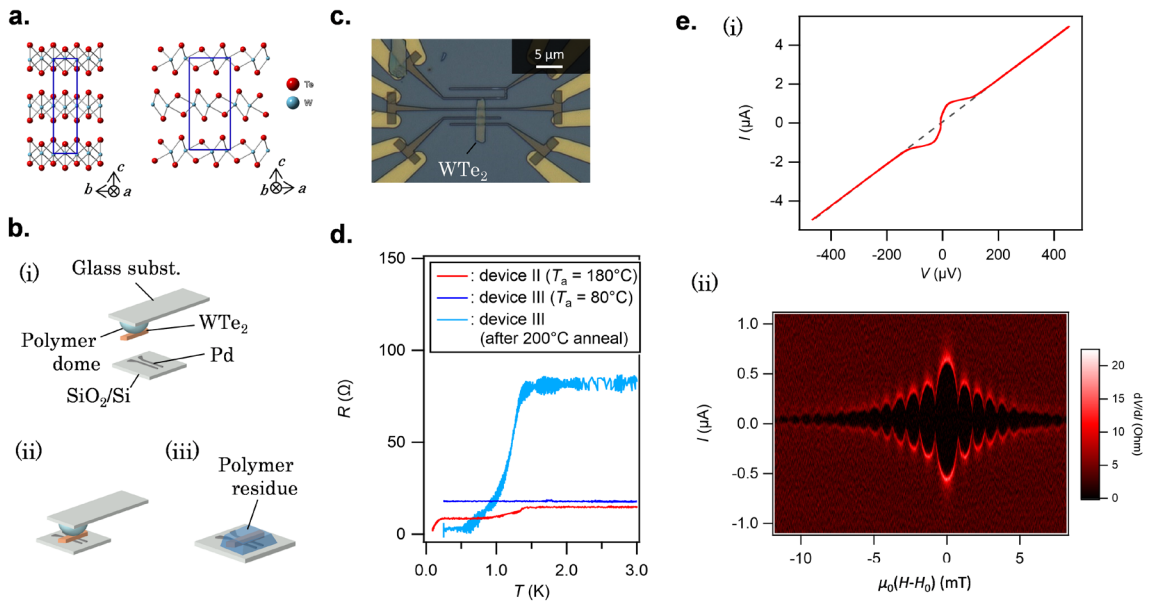 a.
Te
W
c
b
a
c
b
a
b.
(i)
Glass subst.
WTe₂
Polymer
dome
Pd
SiO₂/Si
(ii)
(iii)
Polymer
residue
c.
5 μm
WTe₂
d.
150
100
50
0
R (Ω)
: device II (Tₐ = 180°C)
: device III (Tₐ = 80°C)
: device III
(after 200°C anneal)
0.0
1.0
2.0
3.0
T (K)
e.
(i)
4
2
0
-2
-4
I (μA)
-400
-200
0
200
400
V (μV)
(ii)
1.0
0.5
0.0
-0.5
-1.0
I (μA)
-10
-5
0
5
μ₀(H-H₀) (mT)
20
15
10
5
0
dV/dI (Ohm)